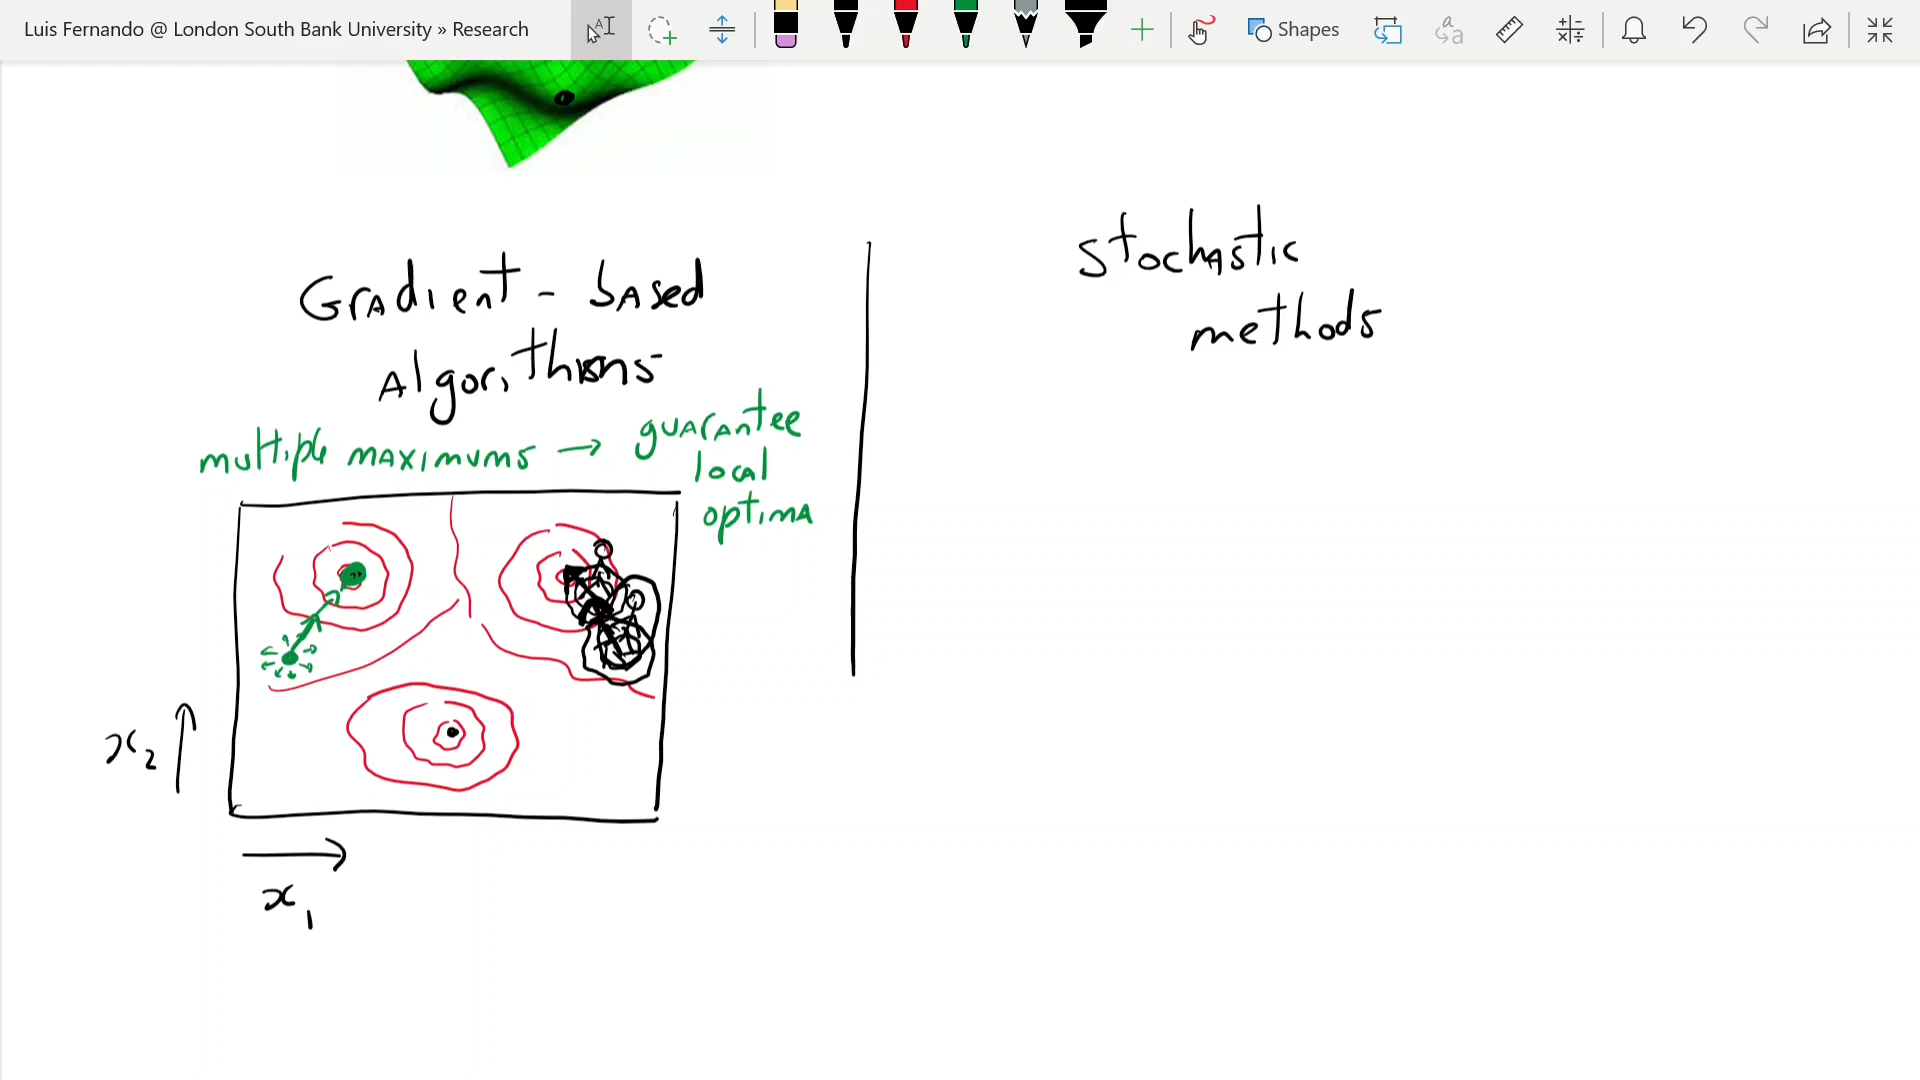 Luis Fernando @ London South Bank University » Research
Shapes
Gradient - based
Algorithms
multiple maximums → guarantee
local
optima
x2
x1
stochastic
methods